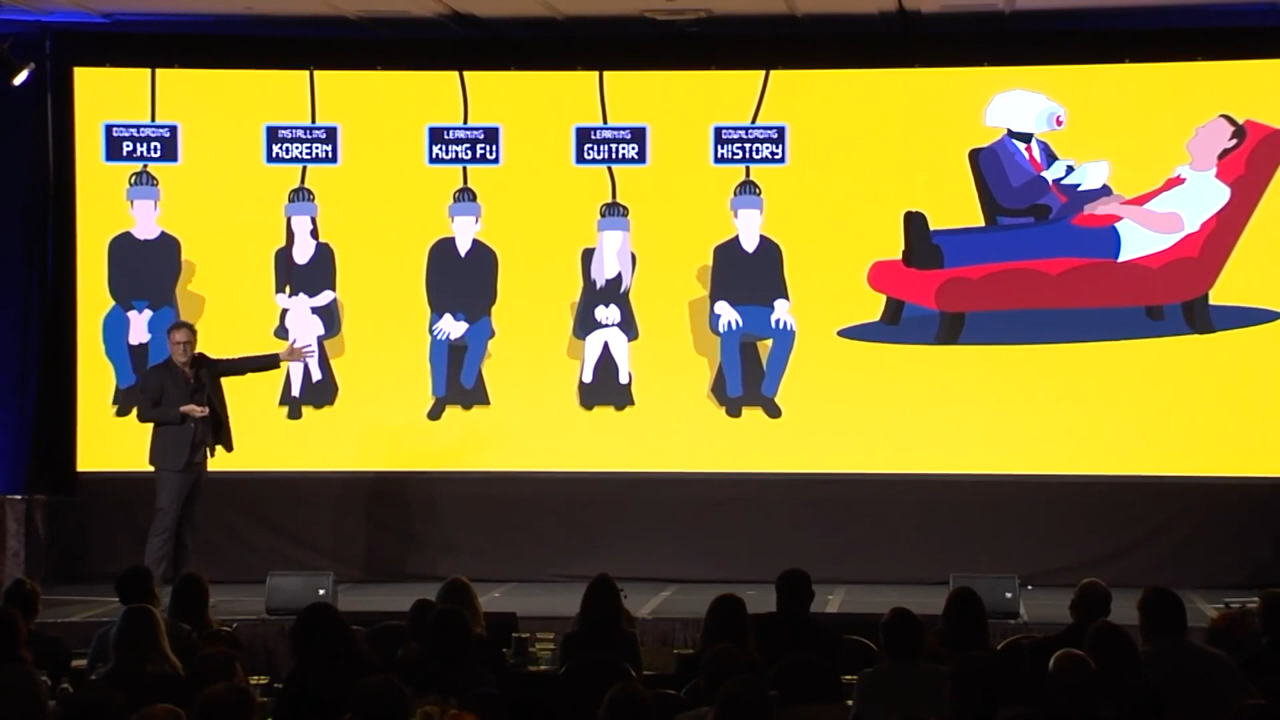 DOWNLOADING
P.H.D
INSTALLING
KOREAN
LEARNING
KUNG FU
LEARNING
GUITAR
DOWNLOADING
HISTORY